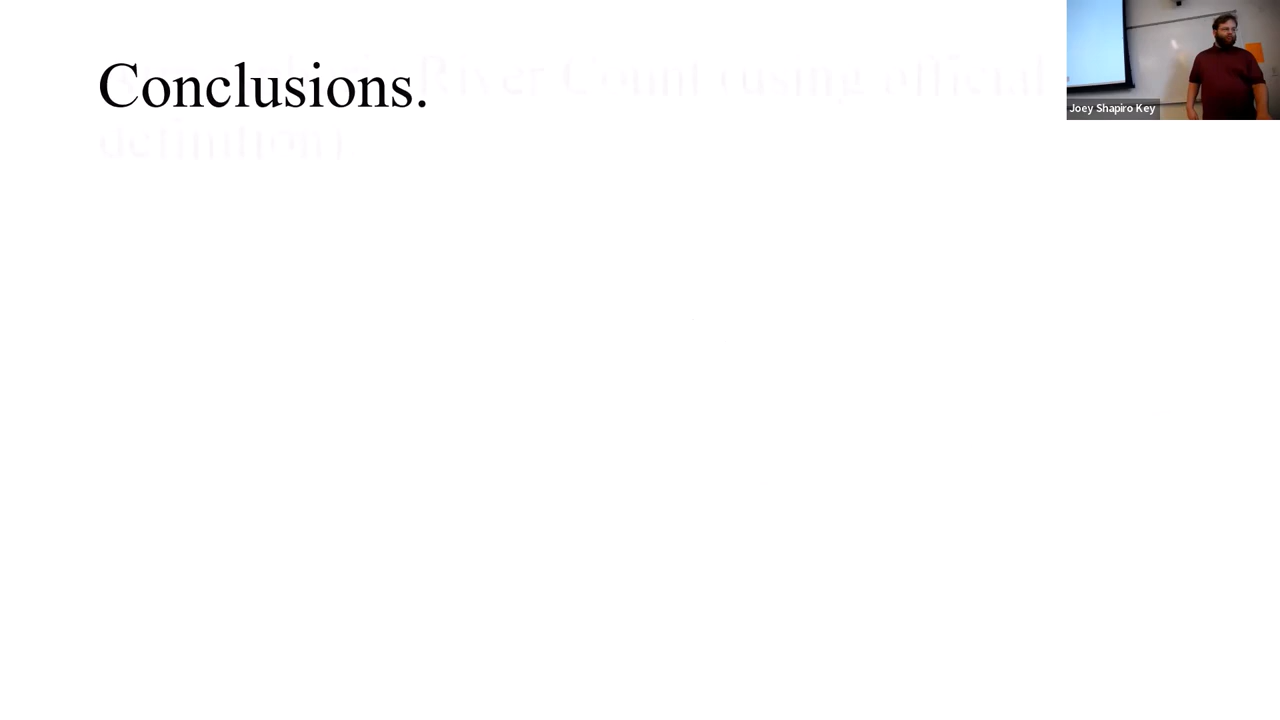 Conclusions.
River Count (using official
definition)
Joey Shapiro Key